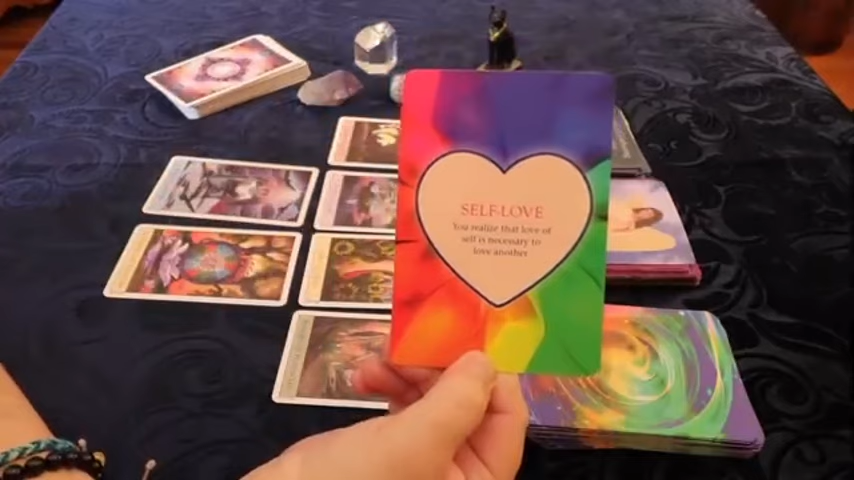 SELF-LOVE
You realize that love of
self is necessary to
love another